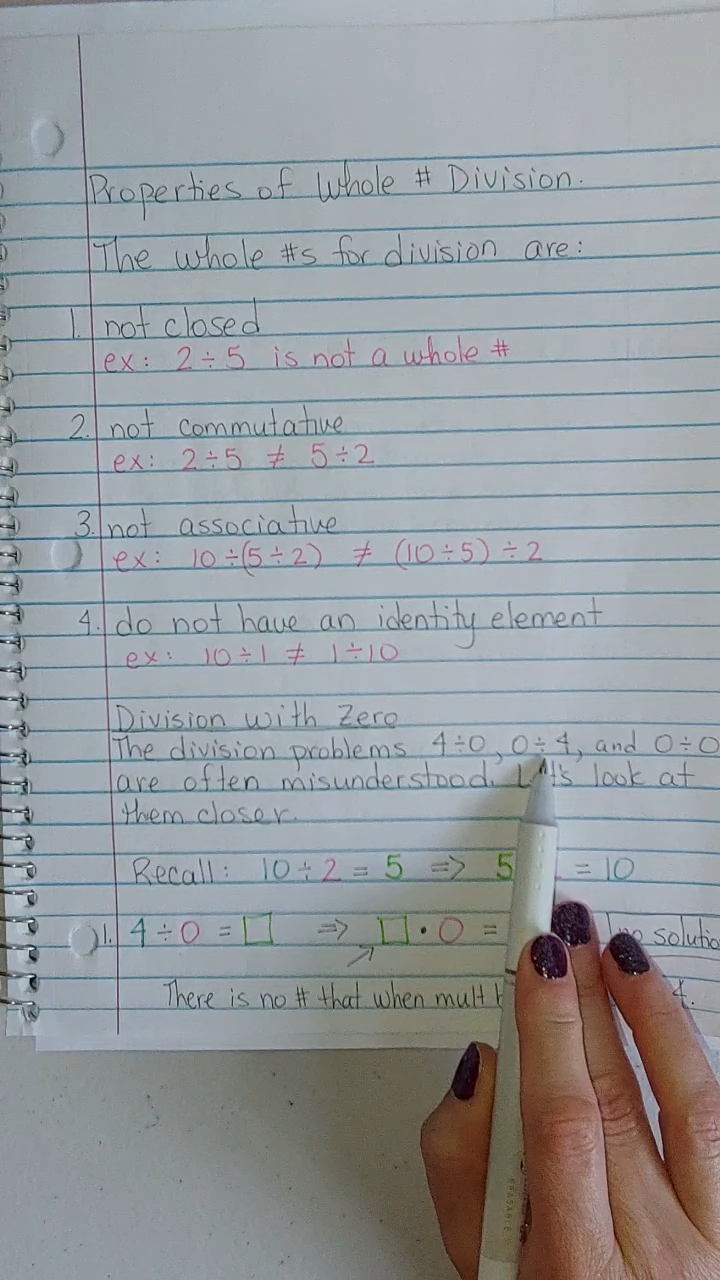 Properties of Whole # Division.
The whole #s for division are:
1. not closed
ex: 2÷5 is not a whole #
2. not commutative
ex: 2÷5 ≠ 5÷2
3. not associative
ex: 10÷(5÷2) ≠ (10÷5)÷2
4. do not have an identity element
ex: 10÷1 ≠ 1÷10
Division with Zero
The division problems 4÷0, 0÷4, and 0÷0
are often misunderstood. Let's look at
them closer.
Recall: 10÷2 = 5 => 5 = 10
1. 4÷0 = □ => □·0 =
There is no # that when mult 4.
ERASABLE